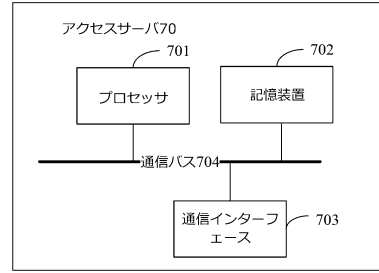 アクセスサーバ70
701
702
プロセッサ
記憶装置
通信バス704
通信インターフ
ェース
703